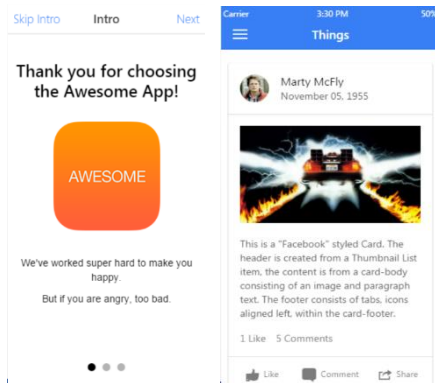 Skip Intro Intro Next
Thank you for choosing
the Awesome App!
AWESOME
We've worked super hard to make you
happy.
But if you are angry, too bad.
Carrier 3:30 PM 50%
Things
Marty McFly
November 05, 1955
This is a "Facebook" styled Card. The
header is created from a Thumbnail List
item, the content is from a card-body
consisting of an image and paragraph
text. The footer consists of tabs, icons
aligned left, within the card-footer.
1 Like 5 Comments
Like Comment Share